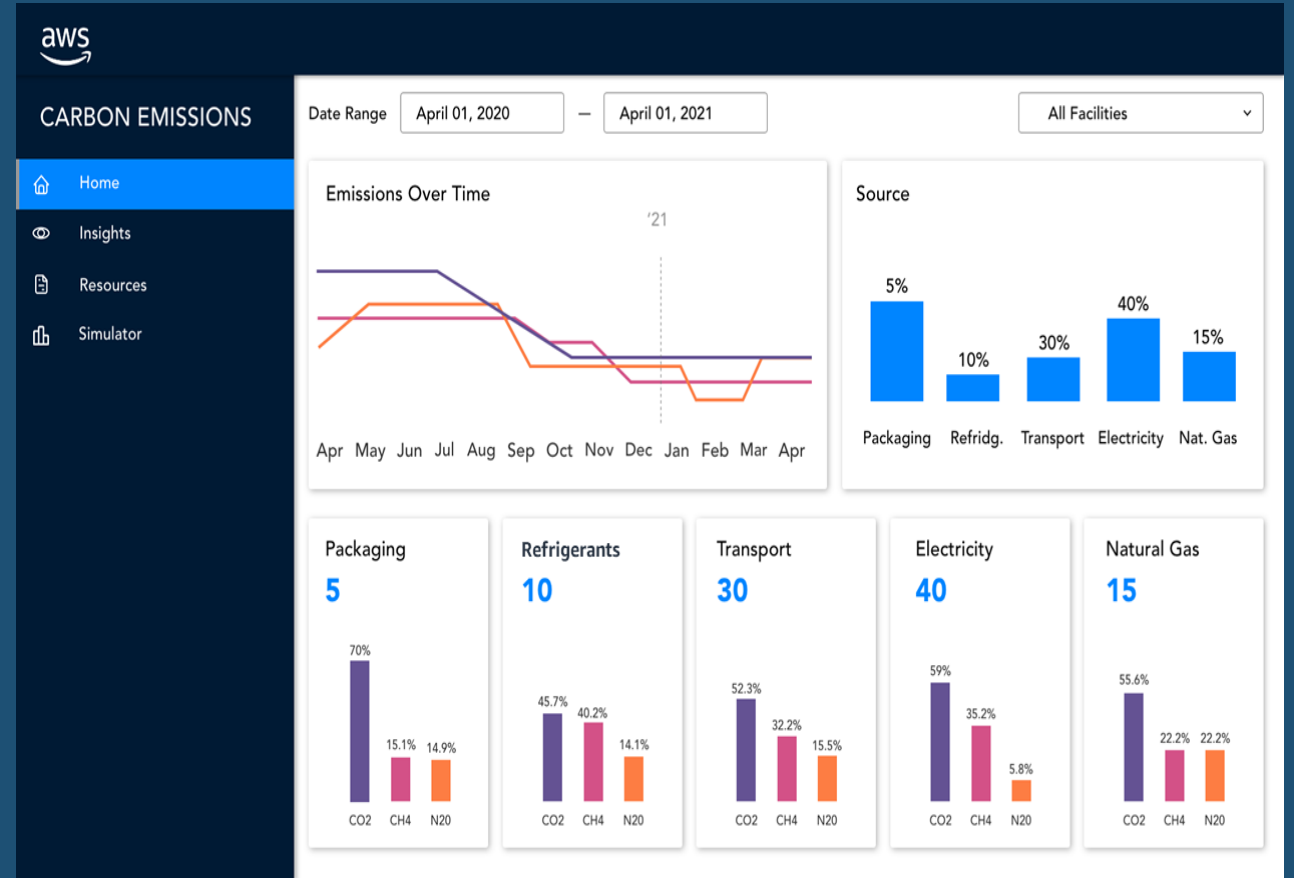 aws
CARBON EMISSIONS
Home
Insights
Resources
Simulator
Date Range April 01, 2020 – April 01, 2021
All Facilities
Emissions Over Time
'21
Apr May Jun Jul Aug Sep Oct Nov Dec Jan Feb Mar Apr
Source
5%
10%
30%
40%
15%
Packaging Refridg. Transport Electricity Nat. Gas
Packaging
5
70%
15.1% 14.9%
CO2 CH4 N20
Refrigerants
10
45.7% 40.2%
14.1%
CO2 CH4 N20
Transport
30
52.3%
32.2%
15.5%
CO2 CH4 N20
Electricity
40
59%
35.2%
5.8%
CO2 CH4 N20
Natural Gas
15
55.6%
22.2% 22.2%
CO2 CH4 N20